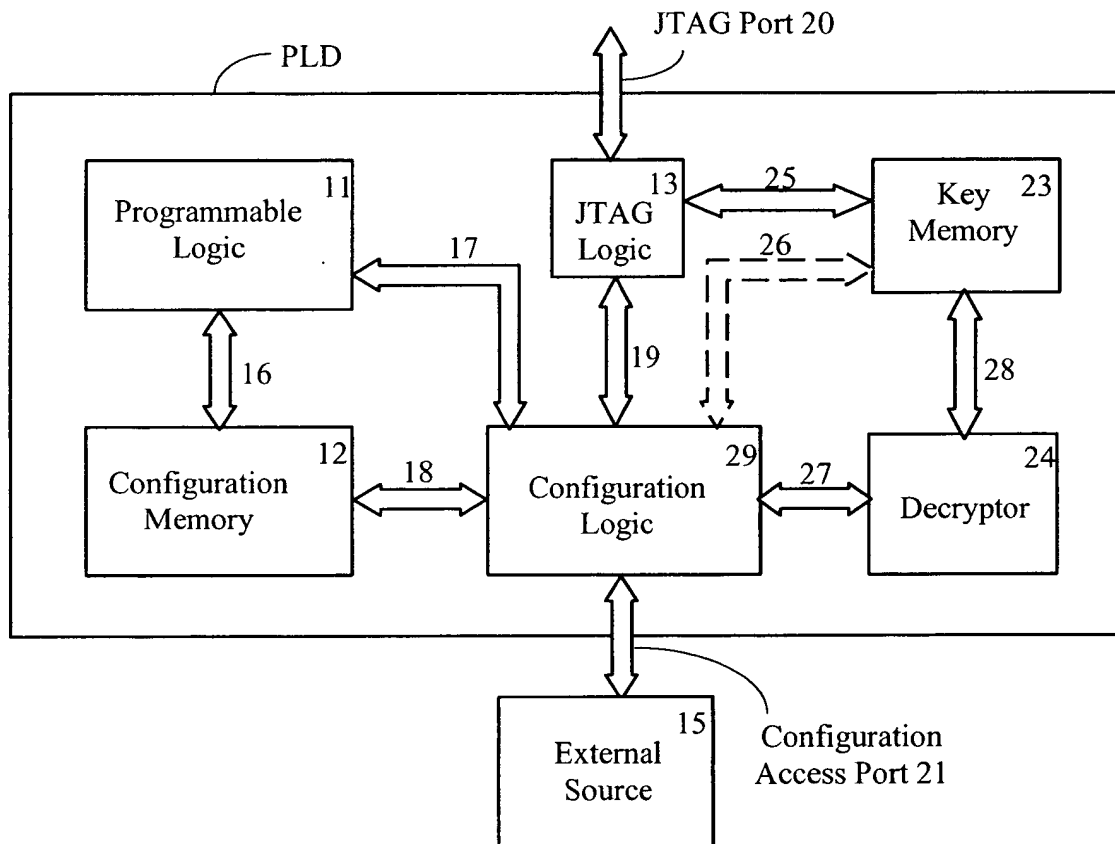 JTAG Port 20
PLD
11
Programmable
Logic
13
JTAG
Logic
25
23
Key
Memory
17
26
16
19
28
12
Configuration
Memory
18
29
Configuration
Logic
27
24
Decryptor
15
External
Source
Configuration
Access Port 21